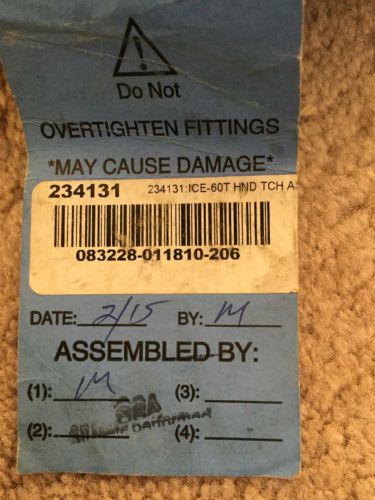 Do Not
OVERTIGHTEN FITTINGS
*MAY CAUSE DAMAGE*
234131 234131:ICE-60T HND TCH A
083228-011810-206
DATE: 2/15 BY: M
ASSEMBLED BY:
(1): M (3):
performed
(2): (4):